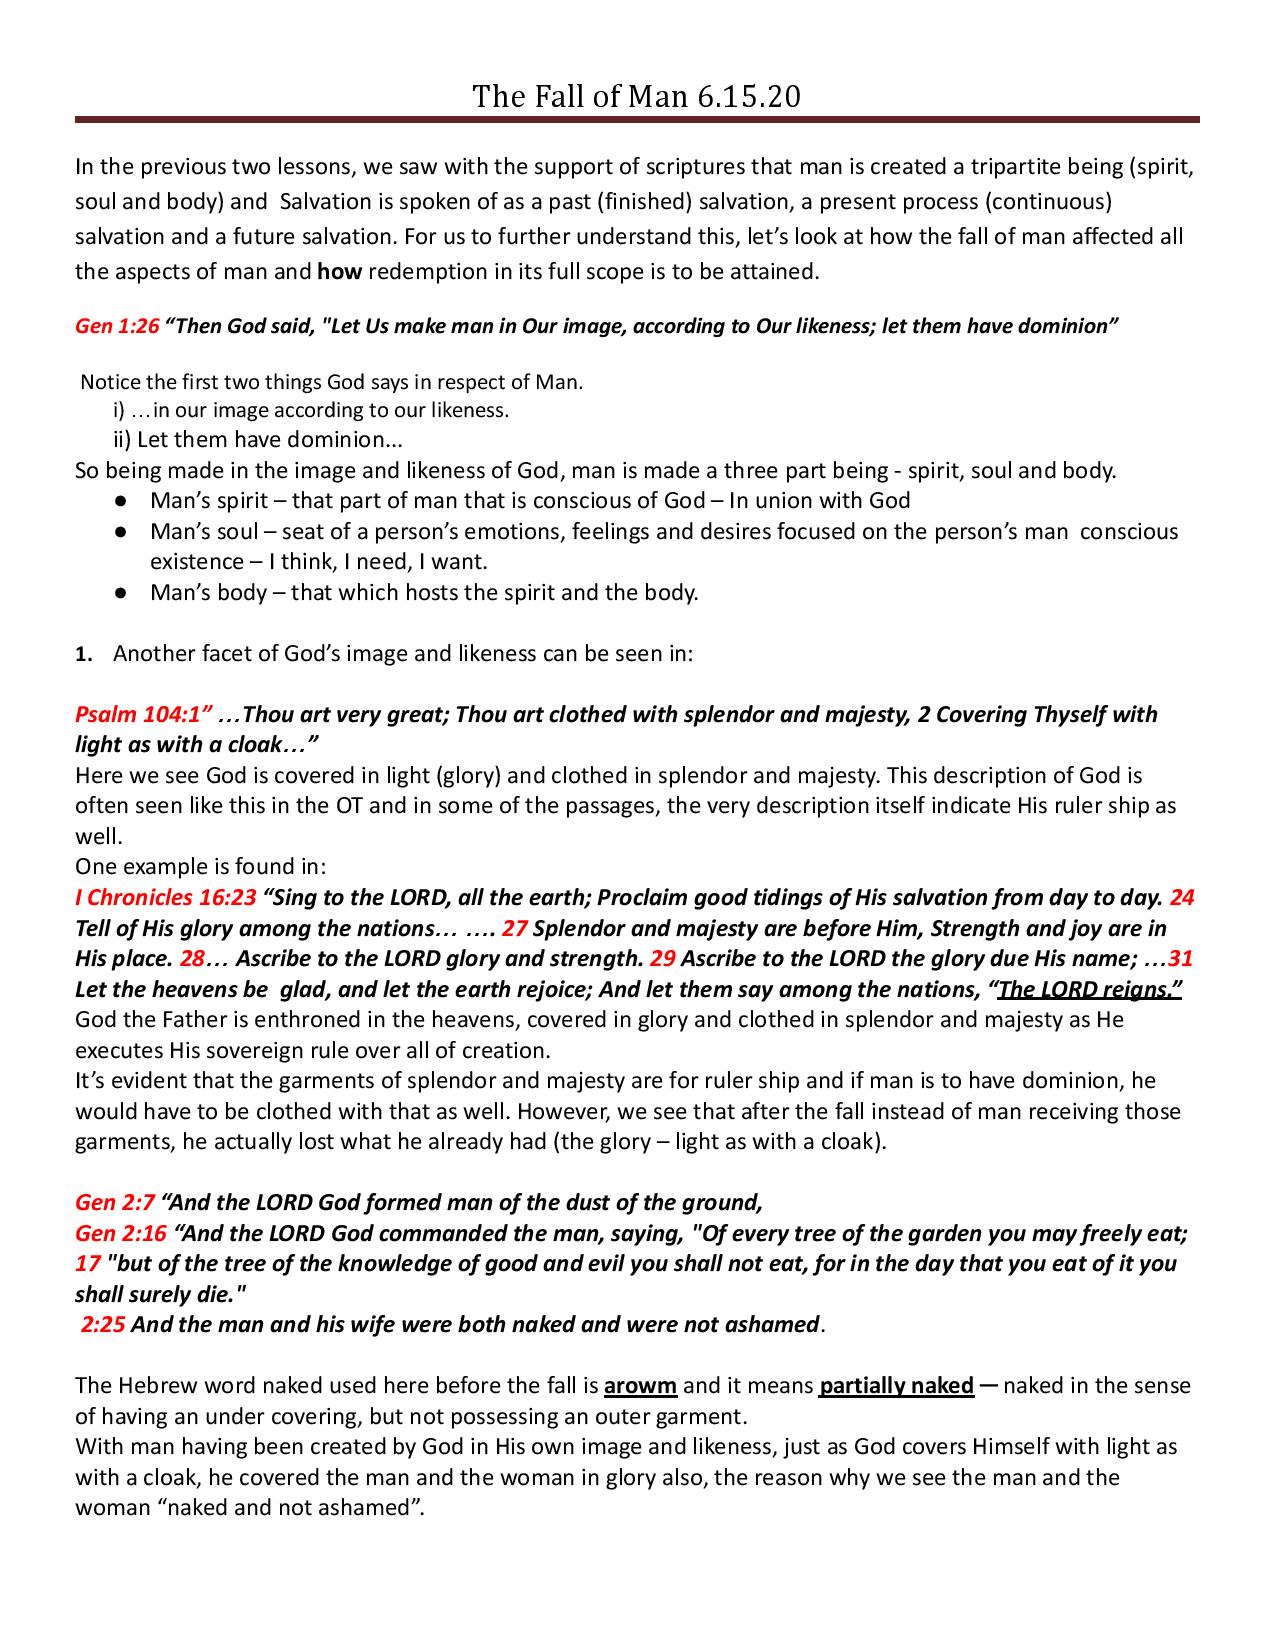 The Fall of Man 6.15.20
In the previous two lessons, we saw with the support of scriptures that man is created a tripartite being (spirit,
soul and body) and  Salvation is spoken of as a past (finished) salvation, a present process (continuous)
salvation and a future salvation. For us to further understand this, let’s look at how the fall of man affected all
the aspects of man and how redemption in its full scope is to be attained.
Gen 1:26 “Then God said, "Let Us make man in Our image, according to Our likeness; let them have dominion”
Notice the first two things God says in respect of Man.
i) …in our image according to our likeness.
ii) Let them have dominion...
So being made in the image and likeness of God, man is made a three part being - spirit, soul and body.
● Man’s spirit – that part of man that is conscious of God – In union with God
● Man’s soul – seat of a person’s emotions, feelings and desires focused on the person’s man  conscious
existence – I think, I need, I want.
● Man’s body – that which hosts the spirit and the body.
1. Another facet of God’s image and likeness can be seen in:
Psalm 104:1” …Thou art very great; Thou art clothed with splendor and majesty, 2 Covering Thyself with
light as with a cloak…”
Here we see God is covered in light (glory) and clothed in splendor and majesty. This description of God is
often seen like this in the OT and in some of the passages, the very description itself indicate His ruler ship as
well.
One example is found in:
I Chronicles 16:23 “Sing to the LORD, all the earth; Proclaim good tidings of His salvation from day to day. 24
Tell of His glory among the nations… …. 27 Splendor and majesty are before Him, Strength and joy are in
His place. 28… Ascribe to the LORD glory and strength. 29 Ascribe to the LORD the glory due His name; …31
Let the heavens be  glad, and let the earth rejoice; And let them say among the nations, “The LORD reigns.”
God the Father is enthroned in the heavens, covered in glory and clothed in splendor and majesty as He
executes His sovereign rule over all of creation.
It’s evident that the garments of splendor and majesty are for ruler ship and if man is to have dominion, he
would have to be clothed with that as well. However, we see that after the fall instead of man receiving those
garments, he actually lost what he already had (the glory – light as with a cloak).
Gen 2:7 “And the LORD God formed man of the dust of the ground,
Gen 2:16 “And the LORD God commanded the man, saying, "Of every tree of the garden you may freely eat;
17 "but of the tree of the knowledge of good and evil you shall not eat, for in the day that you eat of it you
shall surely die."
2:25 And the man and his wife were both naked and were not ashamed.
The Hebrew word naked used here before the fall is arowm and it means partially naked — naked in the sense
of having an under covering, but not possessing an outer garment.
With man having been created by God in His own image and likeness, just as God covers Himself with light as
with a cloak, he covered the man and the woman in glory also, the reason why we see the man and the
woman “naked and not ashamed”.